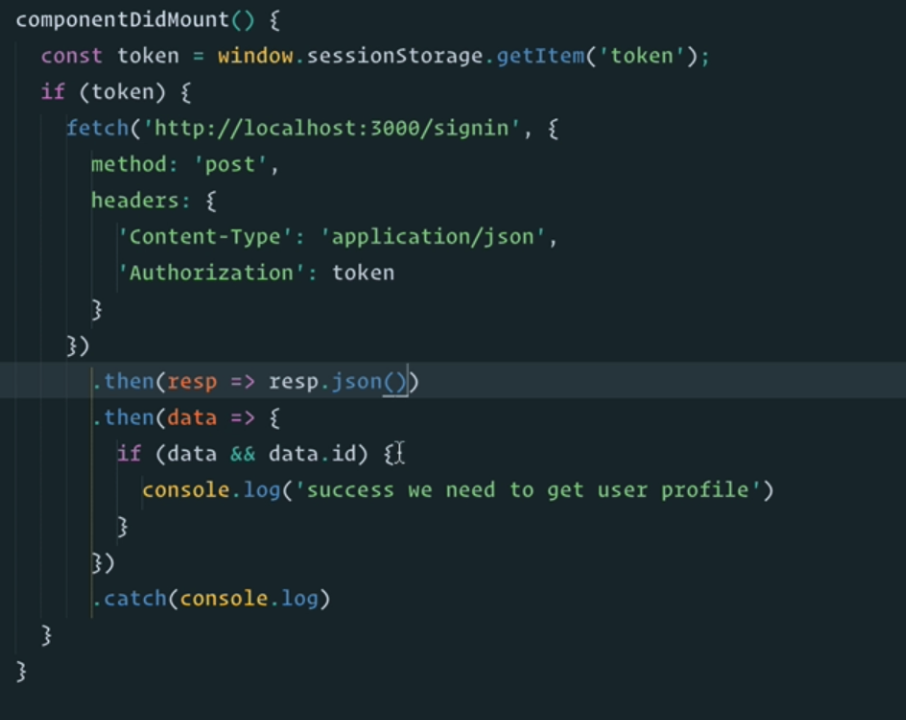 componentDidMount() {
const token = window.sessionStorage.getItem('token');
if (token) {
fetch('http://localhost:3000/signin', {
method: 'post',
headers: {
'Content-Type': 'application/json',
'Authorization': token
}
})
.then(resp => resp.json())
.then(data => {
if (data && data.id) {
console.log('success we need to get user profile')
}
})
.catch(console.log)
}
}